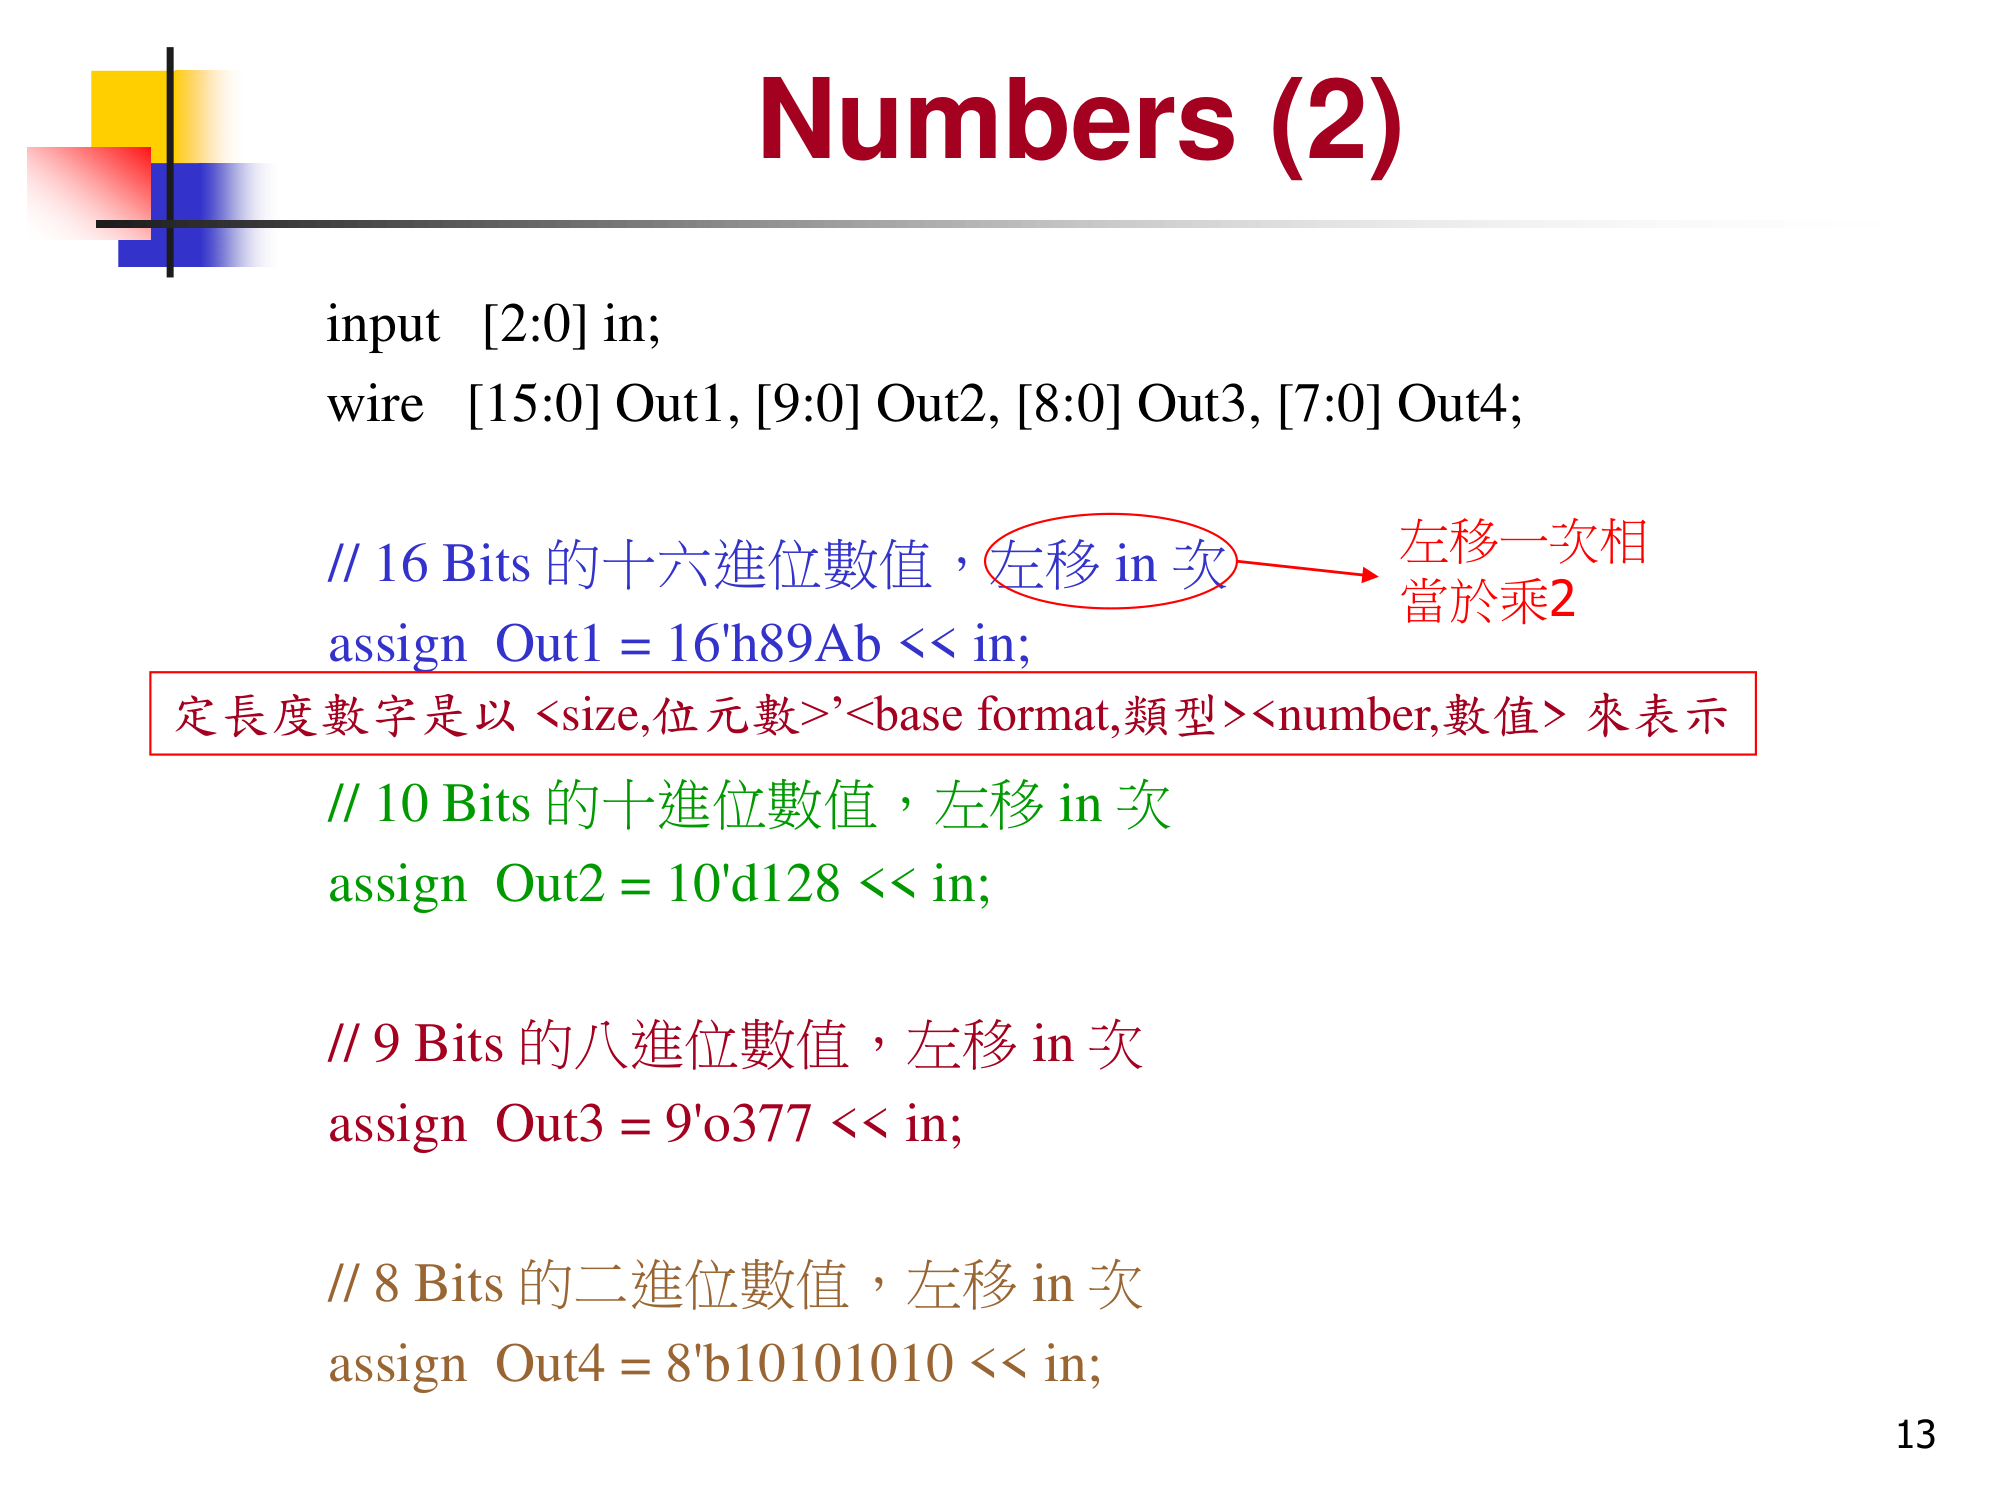 Numbers (2)
input [2:0] in;
wire [15:0] Out1, [9:0] Out2, [8:0] Out3, [7:0] Out4;
// 16 Bits 的十六進位數值，左移 in 次
左移一次相
當於乘2
assign Out1 = 16'h89Ab << in;
定長度數字是以 <size,位元數>’<base format,類型><number,數值> 來表示
// 10 Bits 的十進位數值，左移 in 次
assign Out2 = 10'd128 << in;
// 9 Bits 的八進位數值，左移 in 次
assign Out3 = 9'o377 << in;
// 8 Bits 的二進位數值，左移 in 次
assign Out4 = 8'b10101010 << in;
13